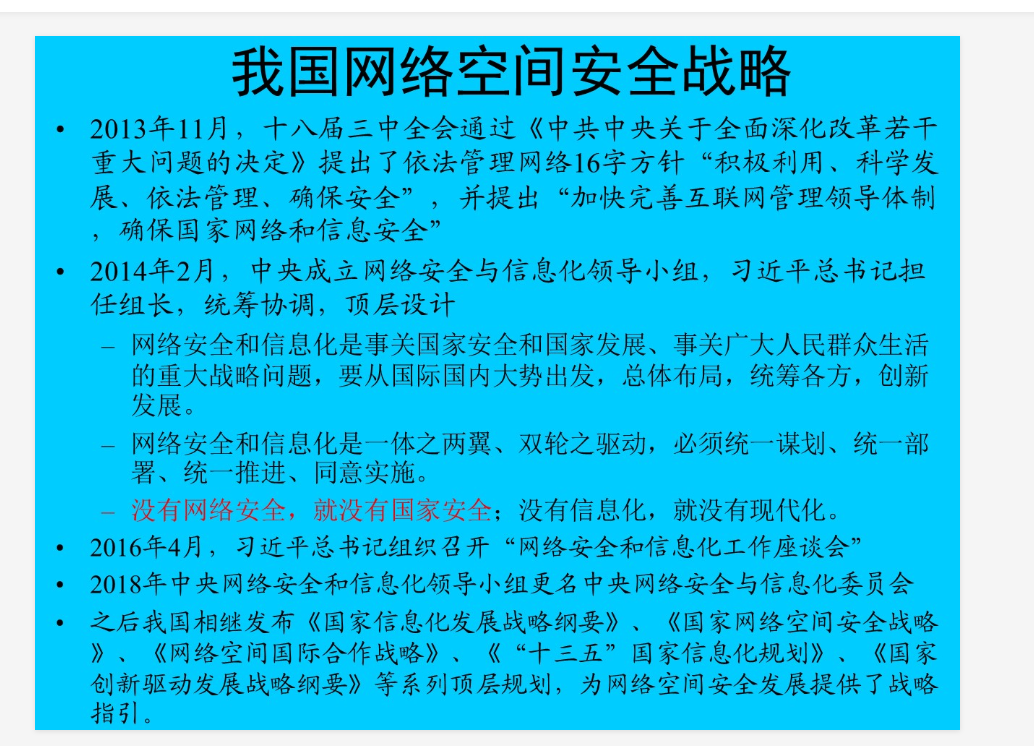 我国网络空间安全战略
• 2013年11月，十八届三中全会通过《中共中央关于全面深化改革若干
重大问题的决定》提出了依法管理网络16字方针“积极利用、科学发
展、依法管理、确保安全”，并提出“加快完善互联网管理领导体制
，确保国家网络和信息安全”
• 2014年2月，中央成立网络安全与信息化领导小组，习近平总书记担
任组长，统筹协调，顶层设计
– 网络安全和信息化是事关国家安全和国家发展、事关广大人民群众生活
的重大战略问题，要从国际国内大势出发，总体布局，统筹各方，创新
发展。
– 网络安全和信息化是一体之两翼、双轮之驱动，必须统一谋划、统一部
署、统一推进、同意实施。
– 没有网络安全，就没有国家安全；没有信息化，就没有现代化。
• 2016年4月，习近平总书记组织召开“网络安全和信息化工作座谈会”
• 2018年中央网络安全和信息化领导小组更名中央网络安全与信息化委员会
• 之后我国相继发布《国家信息化发展战略纲要》、《国家网络空间安全战略
》、《网络空间国际合作战略》、《“十三五”国家信息化规划》、《国家
创新驱动发展战略纲要》等系列顶层规划，为网络空间安全发展提供了战略
指引。